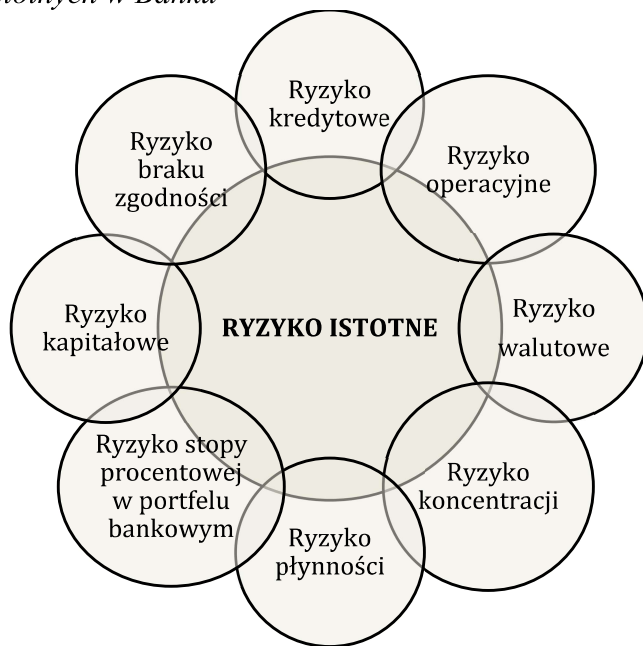 w Banku
Ryzyko
kredytowe
Ryzyko
operacyjne
Ryzyko
walutowe
Ryzyko
koncentracji
Ryzyko
płynności
Ryzyko stopy
procentowej
w portfelu
bankowym
Ryzyko
kapitałowe
Ryzyko
braku
zgodności
RYZYKO ISTOTNE